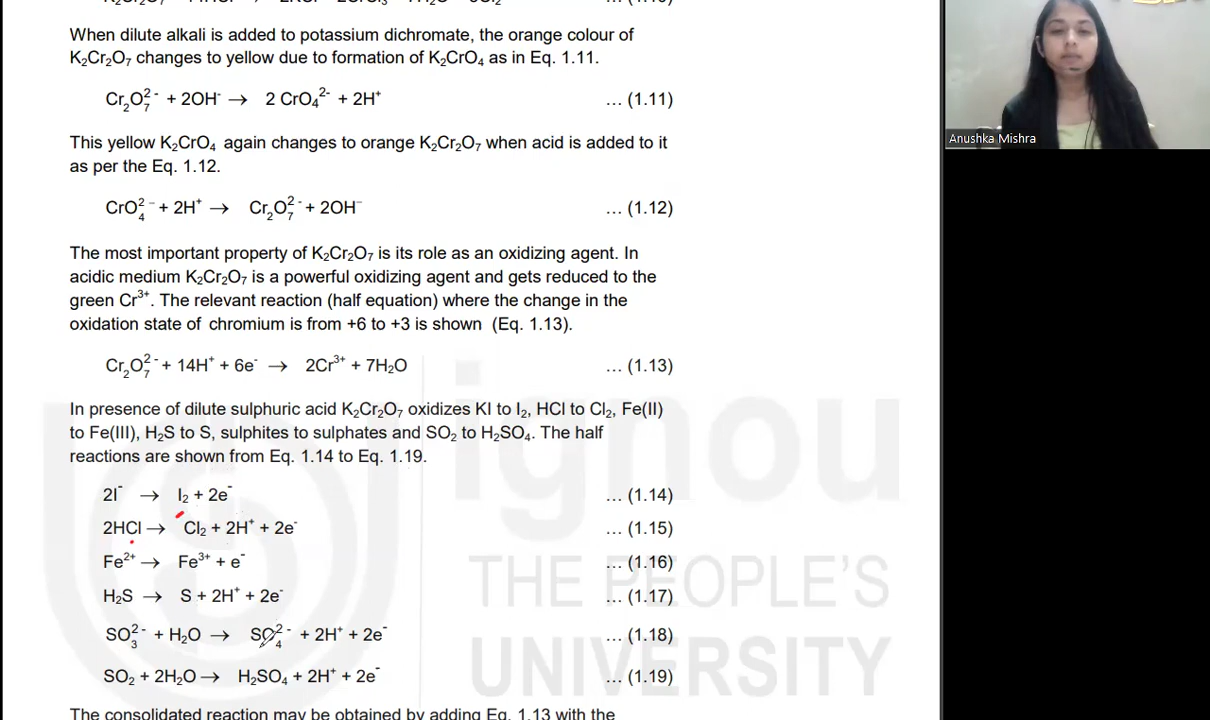 When dilute alkali is added to potassium dichromate, the orange colour of
K₂Cr₂O₇ changes to yellow due to formation of K₂CrO₄ as in Eq. 1.11.
Cr₂O₇²⁻ + 2OH⁻ → 2 CrO₄²⁻ + 2H⁺ ... (1.11)
This yellow K₂CrO₄ again changes to orange K₂Cr₂O₇ when acid is added to it
as per the Eq. 1.12.
CrO₄²⁻ + 2H⁺ → Cr₂O₇²⁻ + 2OH⁻ ... (1.12)
The most important property of K₂Cr₂O₇ is its role as an oxidizing agent. In
acidic medium K₂Cr₂O₇ is a powerful oxidizing agent and gets reduced to the
green Cr³⁺. The relevant reaction (half equation) where the change in the
oxidation state of chromium is from +6 to +3 is shown (Eq. 1.13).
Cr₂O₇²⁻ + 14H⁺ + 6e⁻ → 2Cr³⁺ + 7H₂O ... (1.13)
In presence of dilute sulphuric acid K₂Cr₂O₇ oxidizes KI to I₂, HCl to Cl₂, Fe(II)
to Fe(III), H₂S to S, sulphites to sulphates and SO₂ to H₂SO₄. The half
reactions are shown from Eq. 1.14 to Eq. 1.19.
2I⁻ → I₂ + 2e⁻ ... (1.14)
2HCl → Cl₂ + 2H⁺ + 2e⁻ ... (1.15)
Fe²⁺ → Fe³⁺ + e⁻ ... (1.16)
H₂S → S + 2H⁺ + 2e⁻ ... (1.17)
SO₃²⁻ + H₂O → SO₄²⁻ + 2H⁺ + 2e⁻ ... (1.18)
SO₂ + 2H₂O → H₂SO₄ + 2H⁺ + 2e⁻ ... (1.19)
The consolidated reaction may be obtained by adding Eq. 1.13 with the
ignou
THE PEOPLE'S
UNIVERSITY
Anushka Mishra